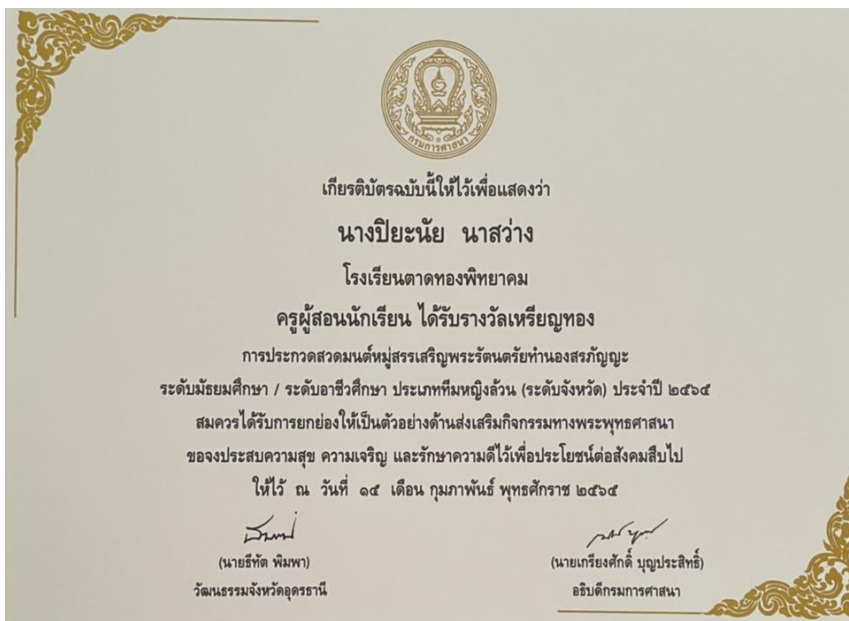 กรมการศาสนา
เกียรติบัตรฉบับนี้ให้ไว้เพื่อแสดงว่า
นางปิยะนัย นาสว่าง
โรงเรียนตาดทองพิทยาคม
ครูผู้สอนนักเรียน ได้รับรางวัลเหรียญทอง
การประกวดสวดมนต์หมู่สรรเสริญพระรัตนตรัยทำนองสรภัญญะ
ระดับมัธยมศึกษา / ระดับอาชีวศึกษา ประเภททีมหญิงล้วน (ระดับจังหวัด) ประจำปี ๒๕๖๕
สมควรได้รับการยกย่องให้เป็นตัวอย่างด้านส่งเสริมกิจกรรมทางพระพุทธศาสนา
ขอจงประสบความสุข ความเจริญ และรักษาความดีไว้เพื่อประโยชน์ต่อสังคมสืบไป
ให้ไว้ ณ วันที่ ๑๕ เดือน กุมภาพันธ์ พุทธศักราช ๒๕๖๕
(นายธีทัต พิมพา) (นายเกรียงศักดิ์ บุญประสิทธิ์)
วัฒนธรรมจังหวัดอุดรธานี อธิบดีกรมการศาสนา